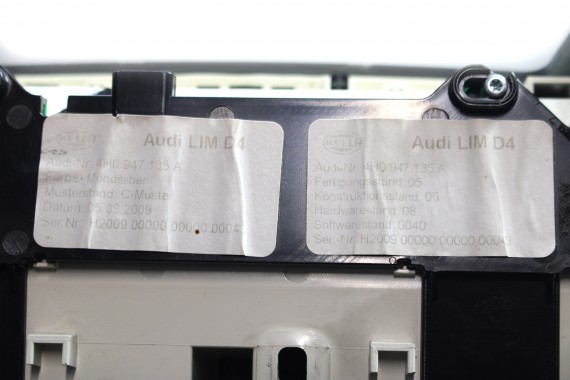 HELLA Audi LIM D4
Audi-Nr. 4H0 947 135 A
Farbe: Mondsilber
Musterstand: C-Muster
Datum: 05.03.2009
Ser.Nr.: H2009 00000 00000 00043
HELLA Audi LIM D4
Audi-Nr. 4H0 947 135 A
Fertigungsstand: 05
Konstruktionsstand: 05
Hardwarestand: 08
Softwarestand: 0040
Ser.-Nr.: H2009 00000 00000 00043